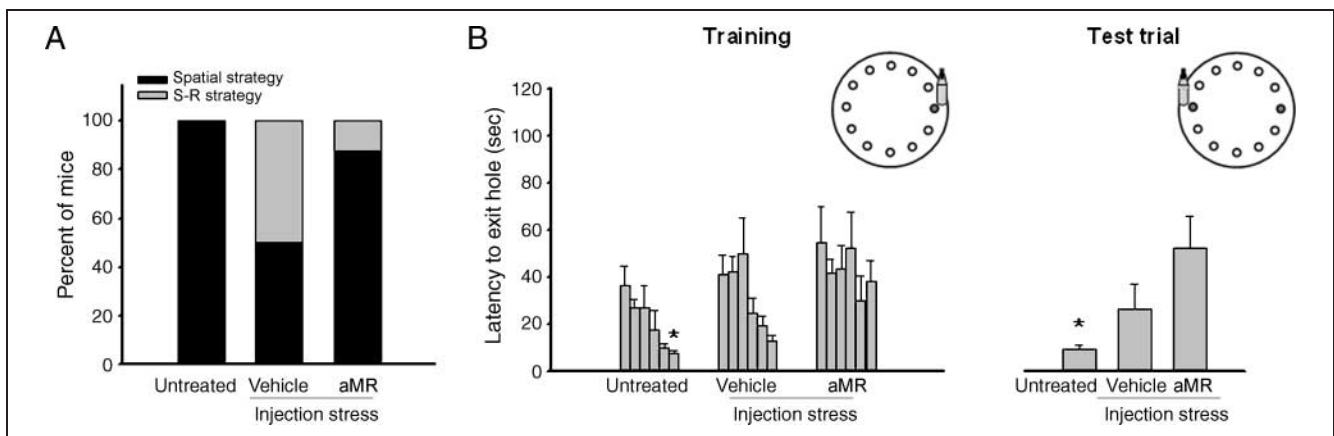 A
Spatial strategy
S-R strategy
Percent of mice
100
80
60
40
20
0
Untreated Vehicle aMR
Injection stress
B
Training
Test trial
Latency to exit hole (sec)
120
100
80
60
40
20
0
*
Untreated Vehicle aMR
Injection stress
*
Untreated Vehicle aMR
Injection stress